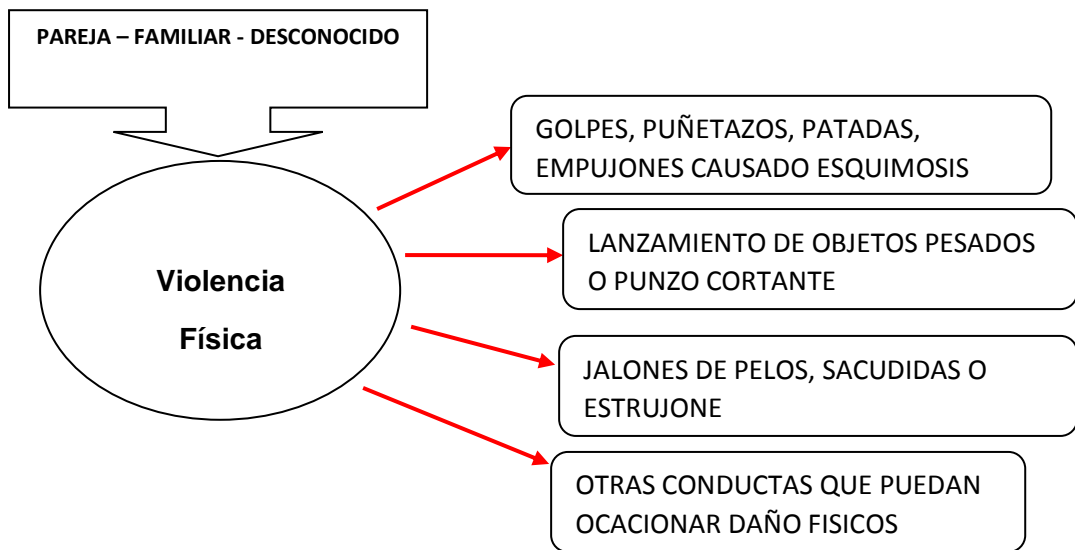 PAREJA – FAMILIAR - DESCONOCIDO
Violencia
Física
GOLPES, PUÑETAZOS, PATADAS,
EMPUJONES CAUSADO ESQUIMOSIS
LANZAMIENTO DE OBJETOS PESADOS
O PUNZO CORTANTE
JALONES DE PELOS, SACUDIDAS O
ESTRUJONE
OTRAS CONDUCTAS QUE PUEDAN
OCACIONAR DAÑO FISICOS